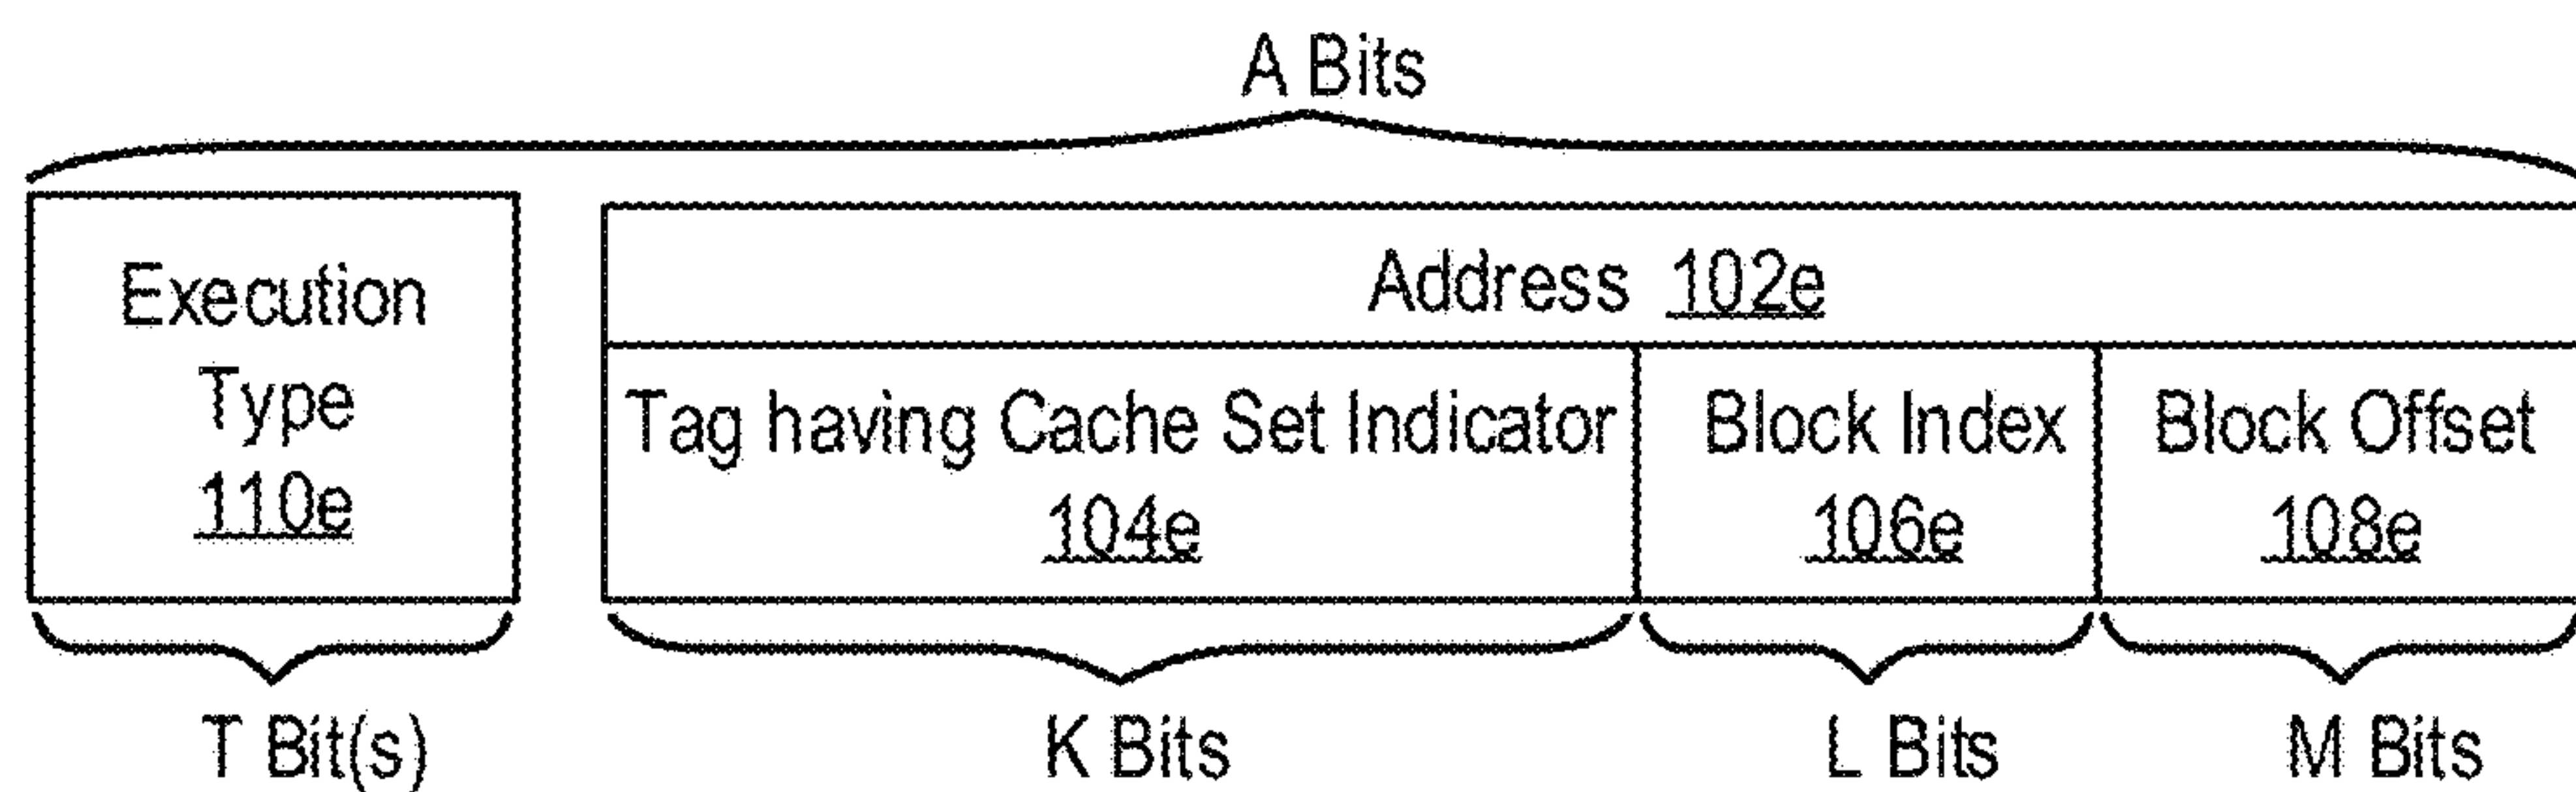 A Bits
Execution
Type
110e
Address 102e
Tag having Cache Set Indicator
104e
Block Index
106e
Block Offset
108e
T Bit(s)
K Bits
L Bits
M Bits